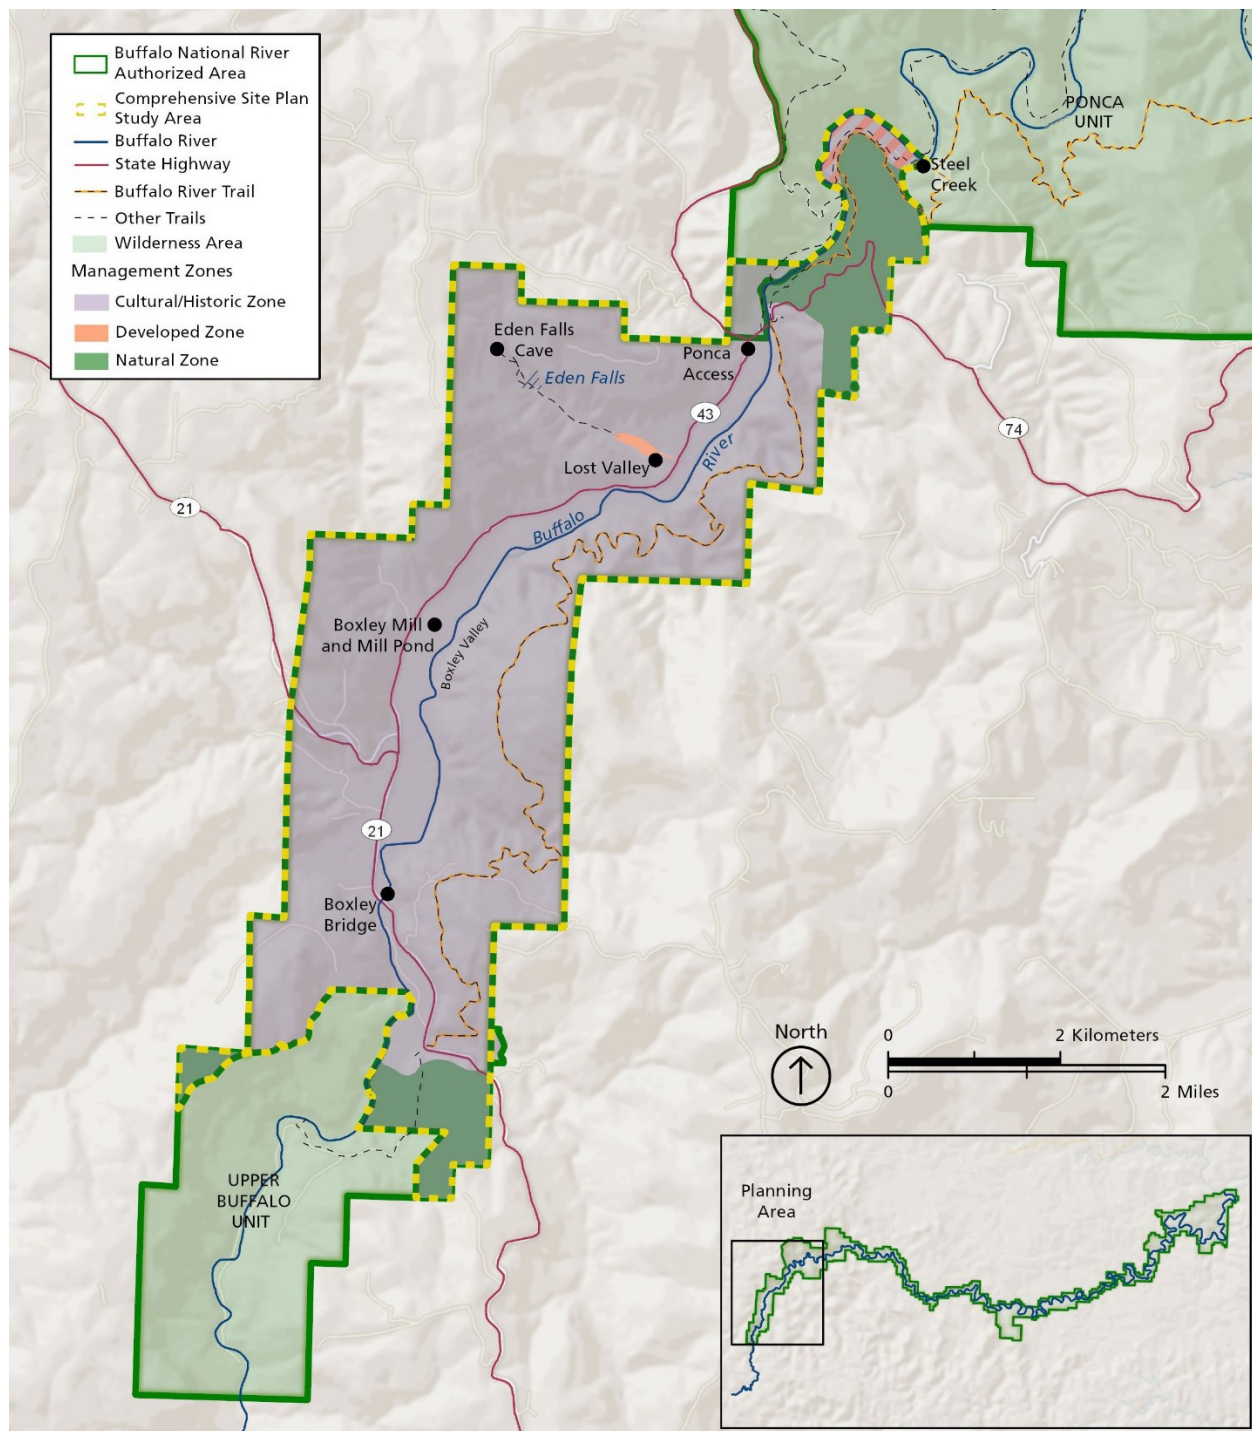 Buffalo National River
Authorized Area
Comprehensive Site Plan
Study Area
Buffalo River
State Highway
Buffalo River Trail
Other Trails
Wilderness Area
Management Zones
Cultural/Historic Zone
Developed Zone
Natural Zone
PONCA
UNIT
Steel
Creek
Eden Falls
Cave
Eden Falls
Ponca
Access
43
74
River
Lost Valley
21
Buffalo
Boxley Mill
and Mill Pond
Boxley Valley
21
Boxley
Bridge
North
0
2 Kilometers
0
2 Miles
UPPER
BUFFALO
UNIT
Planning
Area